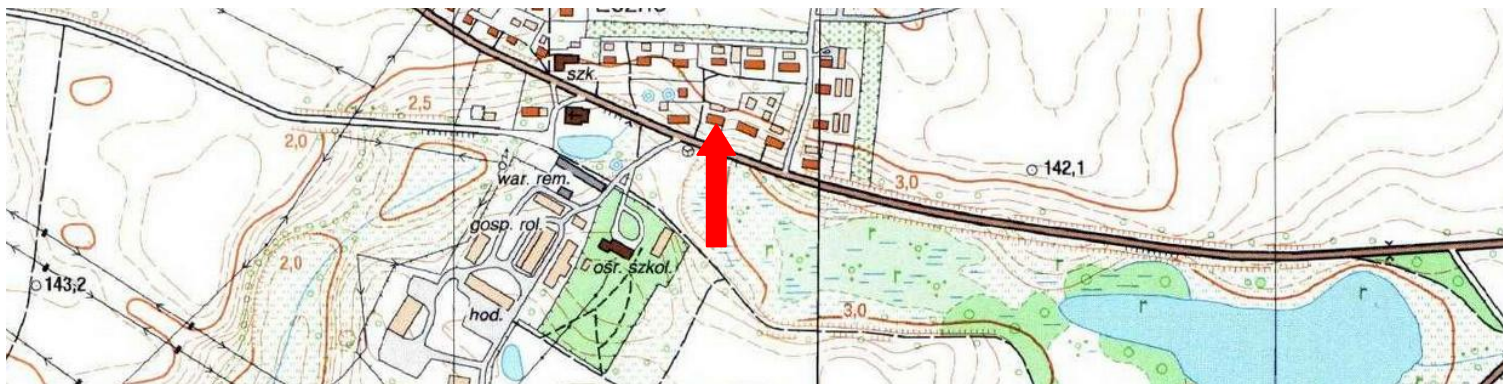 szk.
2,5
2,0
142,1
3,0
war. rem.
gosp. rol.
2,0
ośr. szkol.
r
r
r
r
r
143,2
3,0
hod.